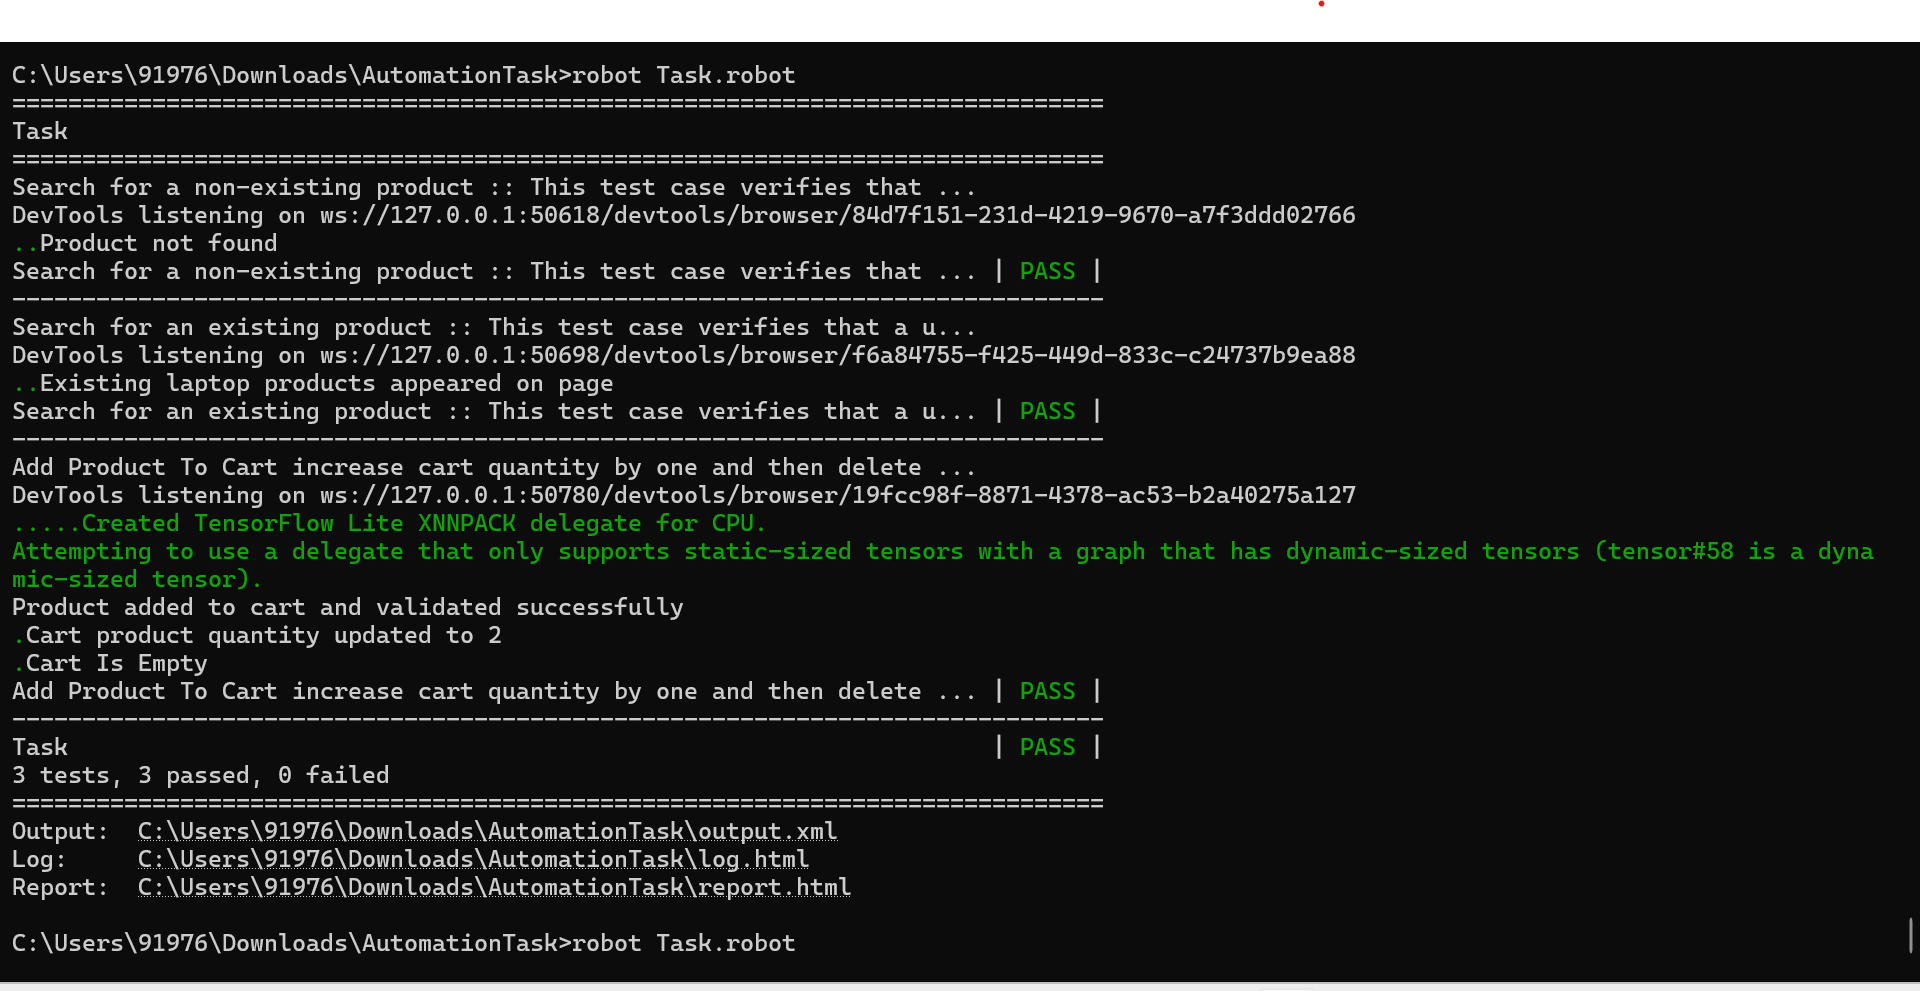 C:\Users\91976\Downloads\AutomationTask>robot Task.robot
==============================================================================
Task
==============================================================================
Search for a non-existing product :: This test case verifies that ...
DevTools listening on ws://127.0.0.1:50618/devtools/browser/84d7f151-231d-4219-9670-a7f3ddd02766
..Product not found
Search for a non-existing product :: This test case verifies that ... | PASS |
------------------------------------------------------------------------------
Search for an existing product :: This test case verifies that a u...
DevTools listening on ws://127.0.0.1:50698/devtools/browser/f6a84755-f425-449d-833c-c24737b9ea88
..Existing laptop products appeared on page
Search for an existing product :: This test case verifies that a u... | PASS |
------------------------------------------------------------------------------
Add Product To Cart increase cart quantity by one and then delete ...
DevTools listening on ws://127.0.0.1:50780/devtools/browser/19fcc98f-8871-4378-ac53-b2a40275a127
.....Created TensorFlow Lite XNNPACK delegate for CPU.
Attempting to use a delegate that only supports static-sized tensors with a graph that has dynamic-sized tensors (tensor#58 is a dyna
mic-sized tensor).
Product added to cart and validated successfully
.Cart product quantity updated to 2
.Cart Is Empty
Add Product To Cart increase cart quantity by one and then delete ... | PASS |
------------------------------------------------------------------------------
Task                                                                  | PASS |
3 tests, 3 passed, 0 failed
==============================================================================
Output:  C:\Users\91976\Downloads\AutomationTask\output.xml
Log:     C:\Users\91976\Downloads\AutomationTask\log.html
Report:  C:\Users\91976\Downloads\AutomationTask\report.html
C:\Users\91976\Downloads\AutomationTask>robot Task.robot